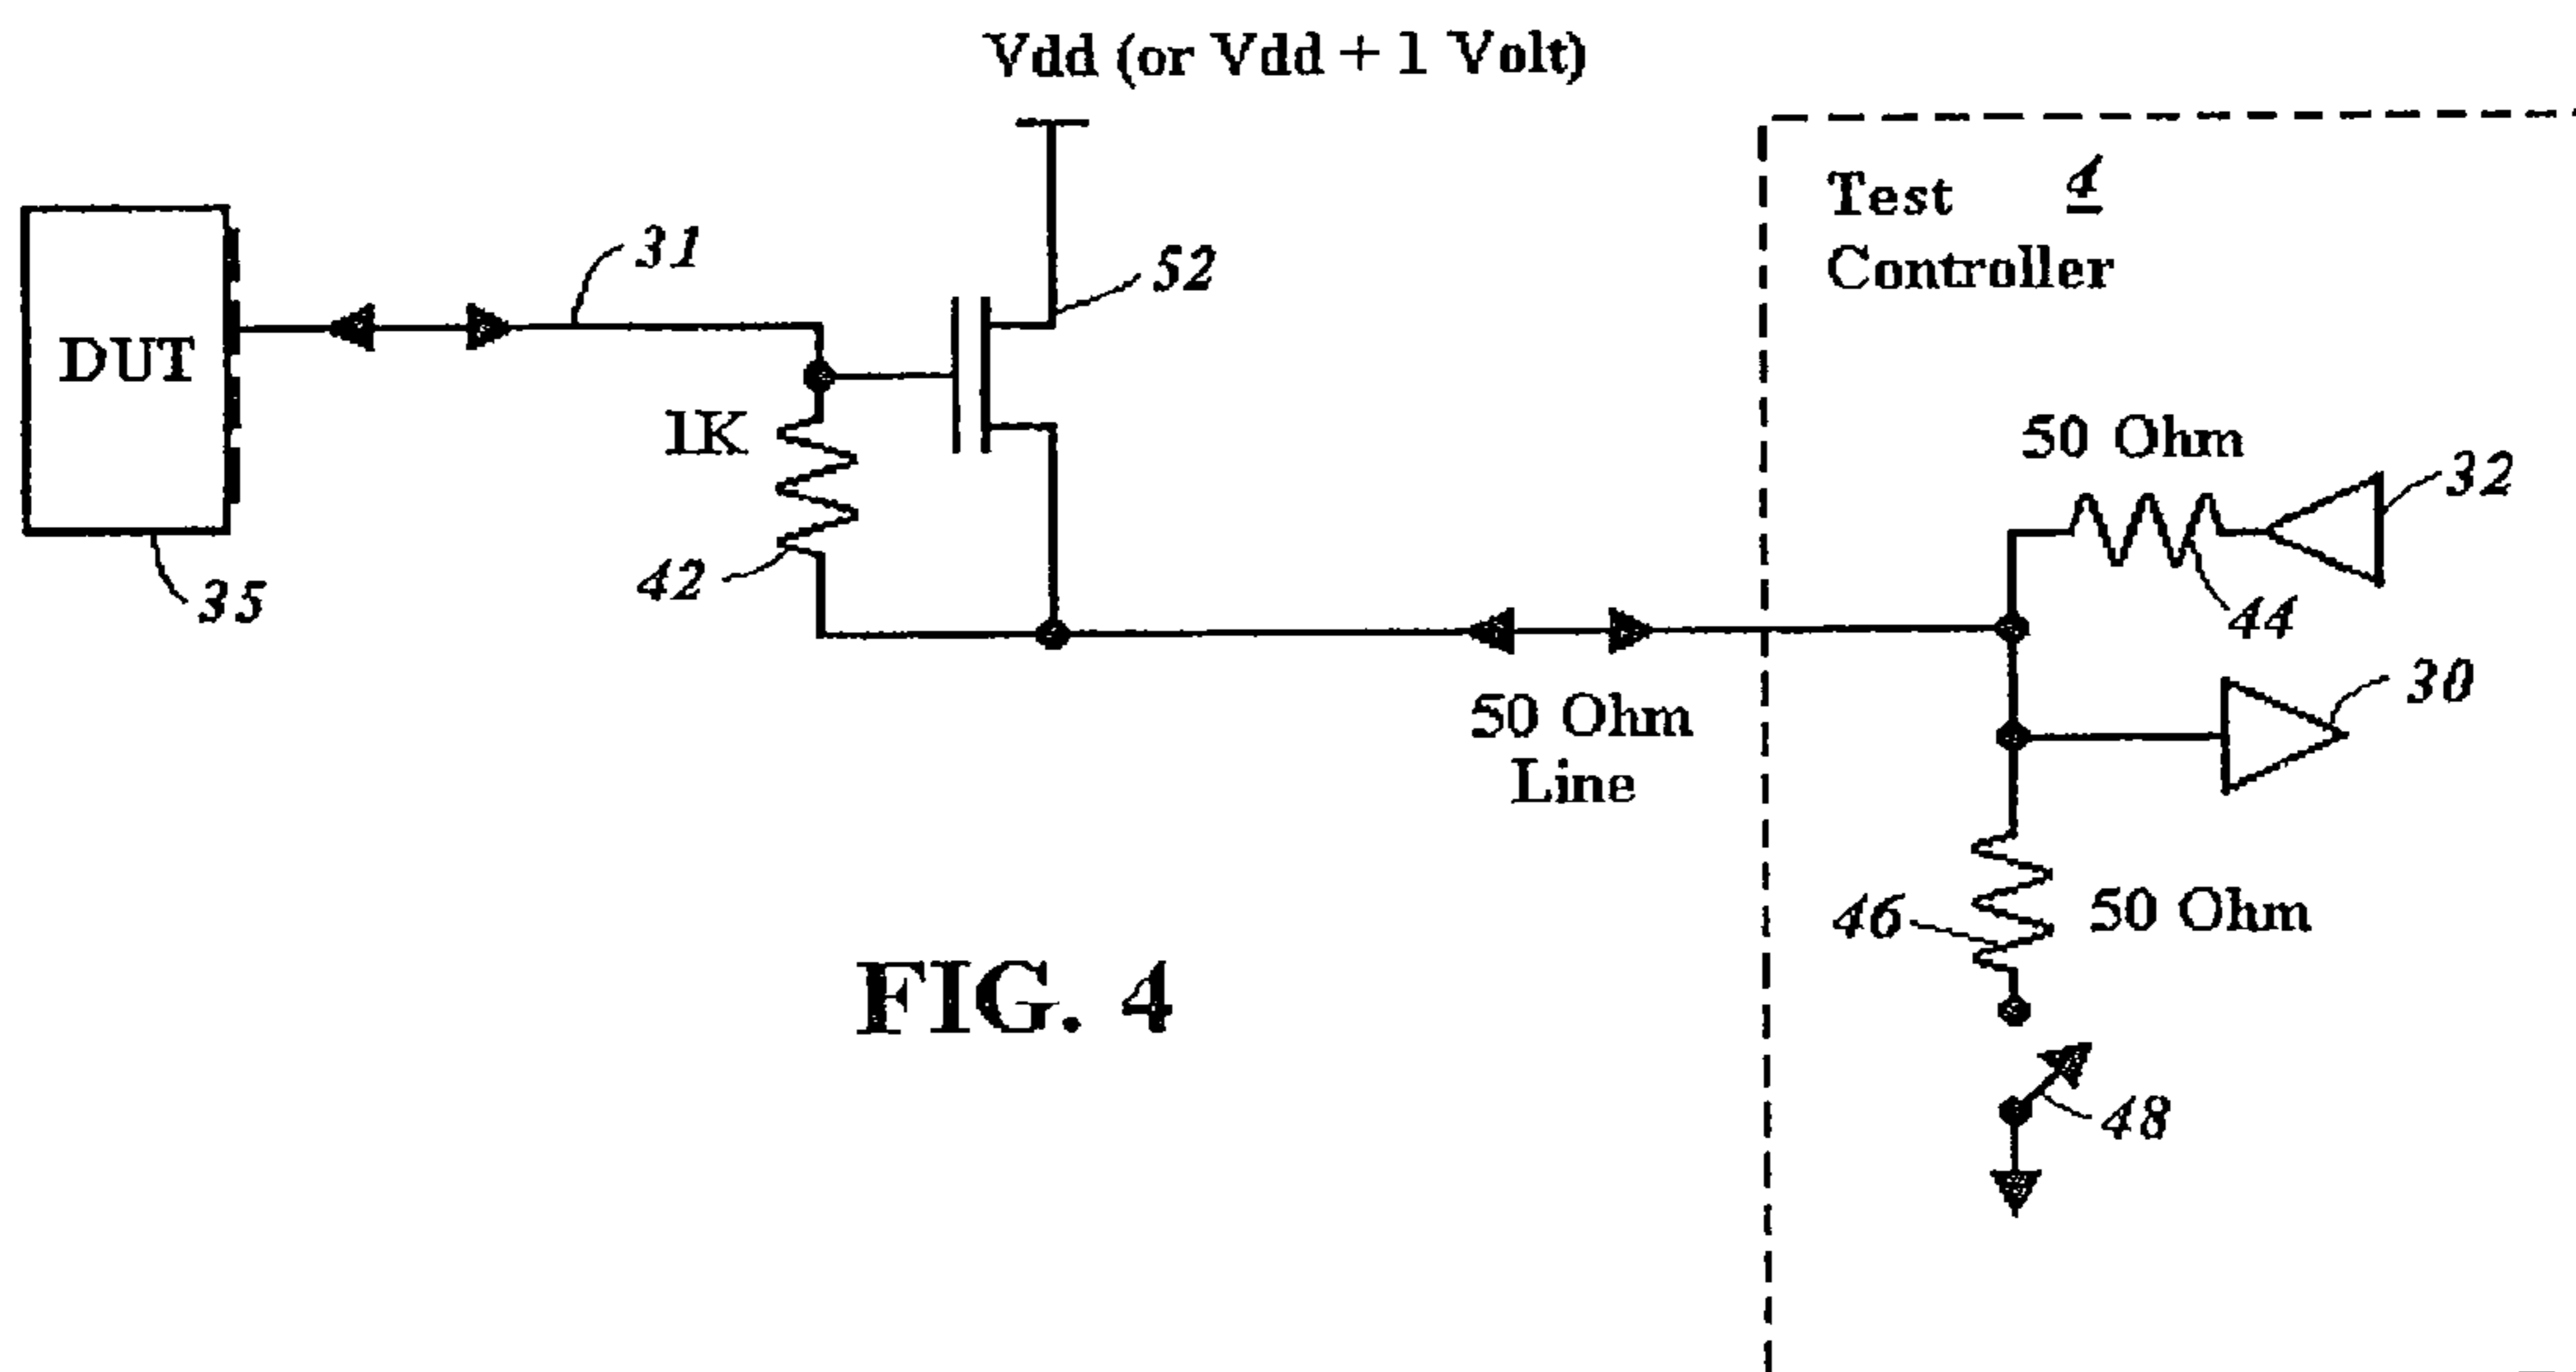 Vdd (or Vdd + 1 Volt)
Test 4
Controller
31
52
DUT
1K
50 Ohm
32
42
35
44
50 Ohm
Line
30
46
50 Ohm
48
FIG. 4